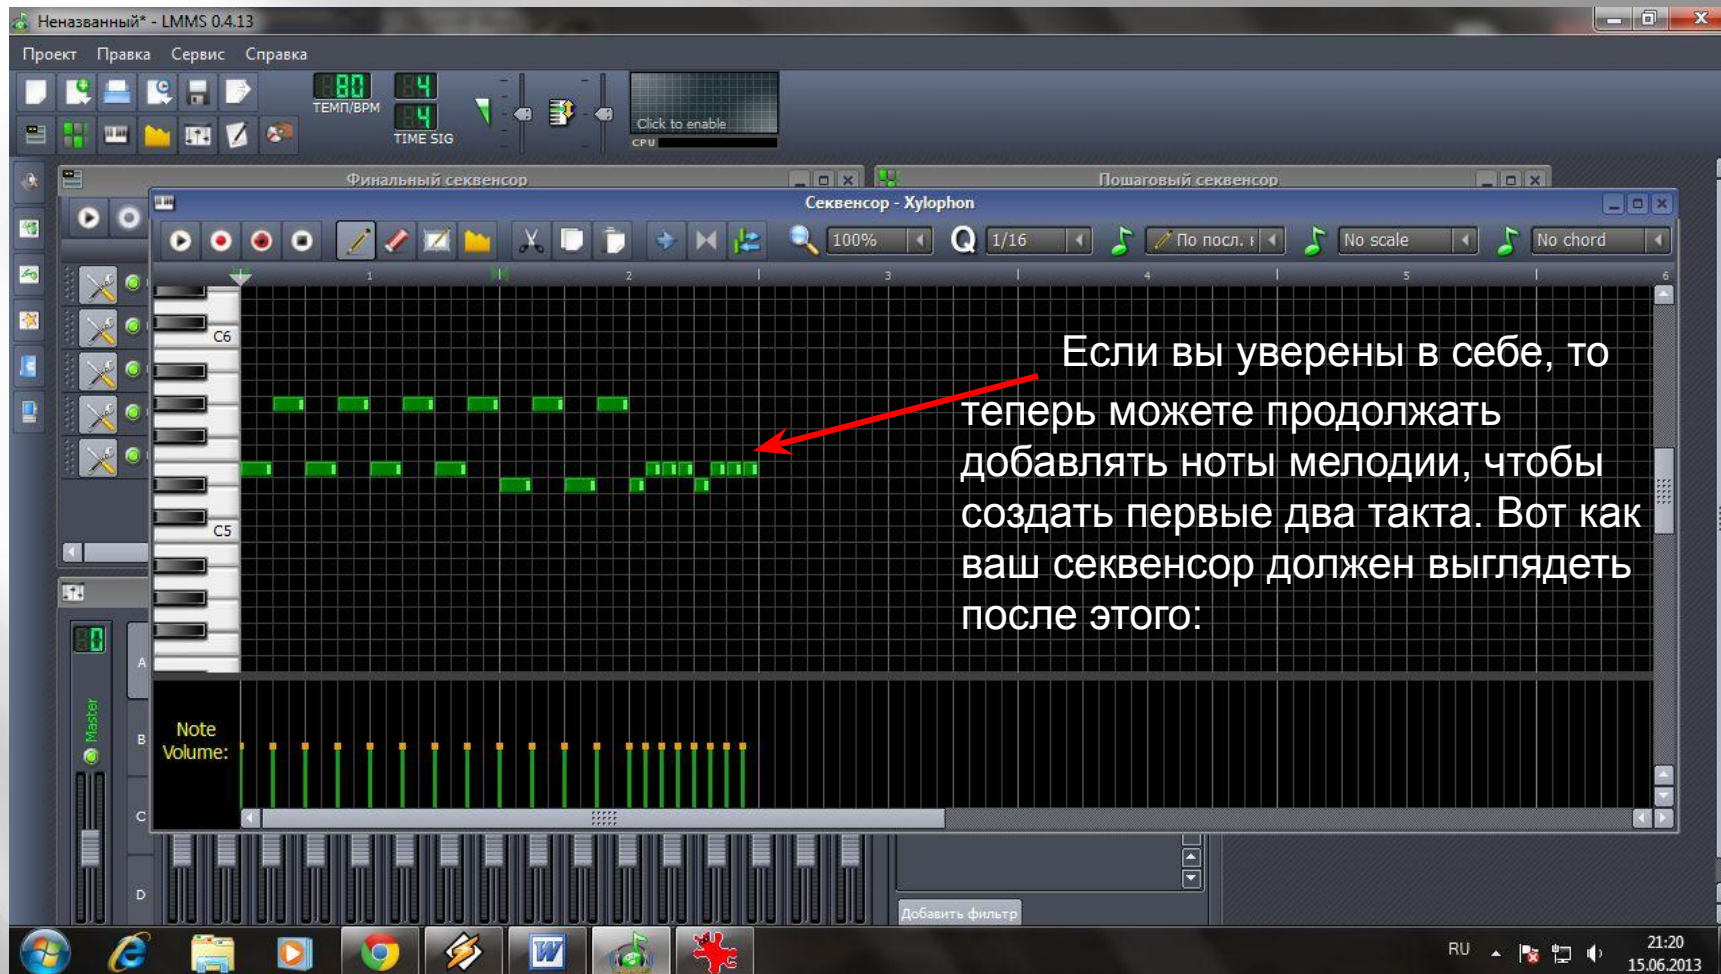 Неназванный* - LMMS 0.4.13
Проект Правка Сервис Справка
80
ТЕМП/BPM
4
4
TIME SIG
Click to enable
CPU
Финальный секвенсор
Пошаговый секвенсор
Секвенсор - Xylophon
100%
Q 1/16
По посл.
No scale
No chord
1 2 3 4 5 6
C6
C5
Если вы уверены в себе, то
теперь можете продолжать
добавлять ноты мелодии, чтобы
создать первые два такта. Вот как
ваш секвенсор должен выглядеть
после этого:
0
Master
A
B
C
D
Note
Volume:
Добавить фильтр
RU
21:20
15.06.2013